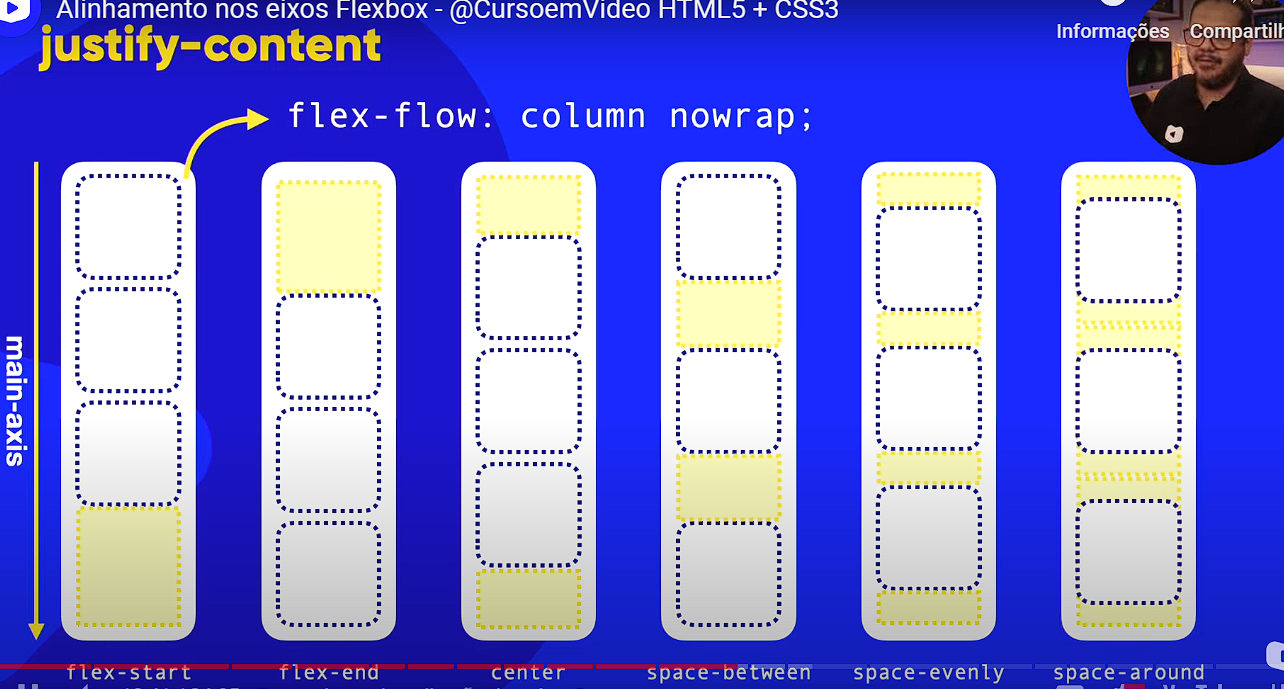 Alinhamento nos eixos Flexbox - @CursoemVideo HTML5 + CSS3
Informações
justify-content
flex-flow: column nowrap;
main-axis
flex-start
flex-end
center
space-between
space-evenly
space-around